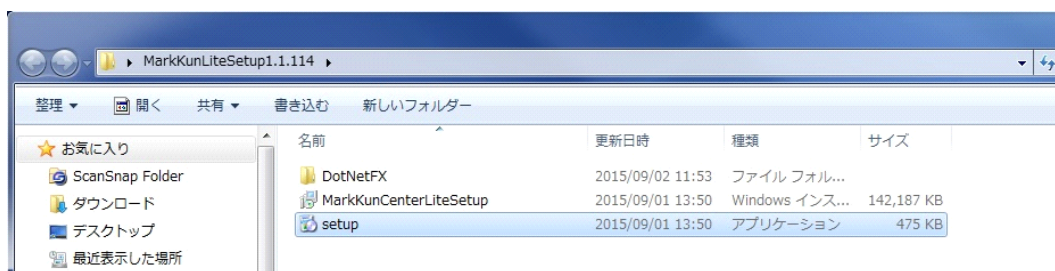 MarkKunLiteSetup1.1.114
整理 開く 共有 書き込む 新しいフォルダー
お気に入り
ScanSnap Folder
ダウンロード
デスクトップ
最近表示した場所
名前 更新日時 種類 サイズ
DotNetFX 2015/09/02 11:53 ファイル フォル...
MarkKunCenterLiteSetup 2015/09/01 13:50 Windows インス... 142,187 KB
setup 2015/09/01 13:50 アプリケーション 475 KB